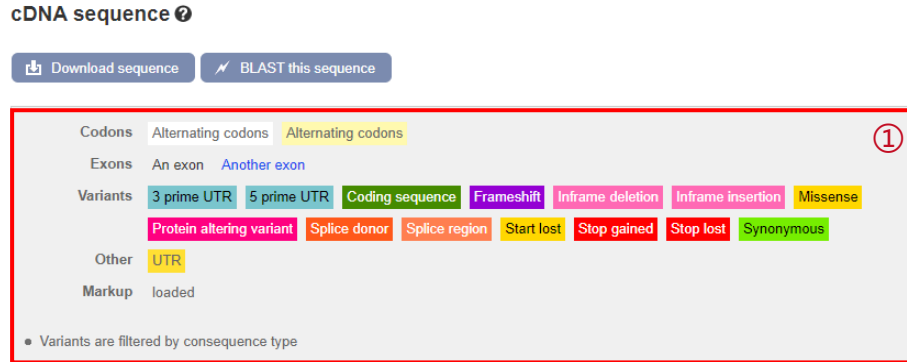 cDNA sequence ?
Download sequence BLAST this sequence
①
Codons Alternating codons Alternating codons
Exons An exon Another exon
Variants 3 prime UTR 5 prime UTR Coding sequence Frameshift Inframe deletion Inframe insertion Missense
Protein altering variant Splice donor Splice region Start lost Stop gained Stop lost Synonymous
Other UTR
Markup loaded
• Variants are filtered by consequence type